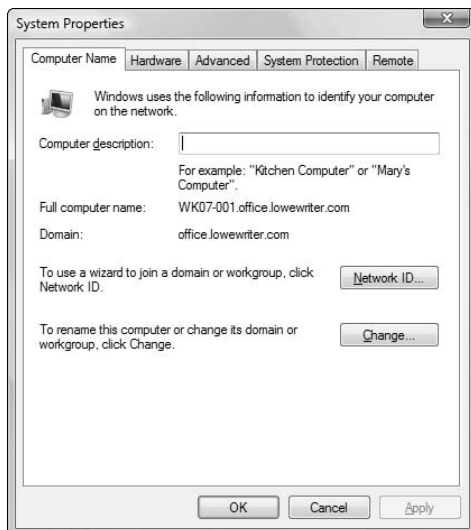 System Properties
Computer Name Hardware Advanced System Protection Remote
Windows uses the following information to identify your computer
on the network.
Computer description:
For example: "Kitchen Computer" or "Mary's
Computer".
Full computer name: WK07-001.office.lowewriter.com
Domain: office.lowewriter.com
To use a wizard to join a domain or workgroup, click
Network ID.
Network ID...
To rename this computer or change its domain or
workgroup, click Change.
Change...
OK Cancel Apply